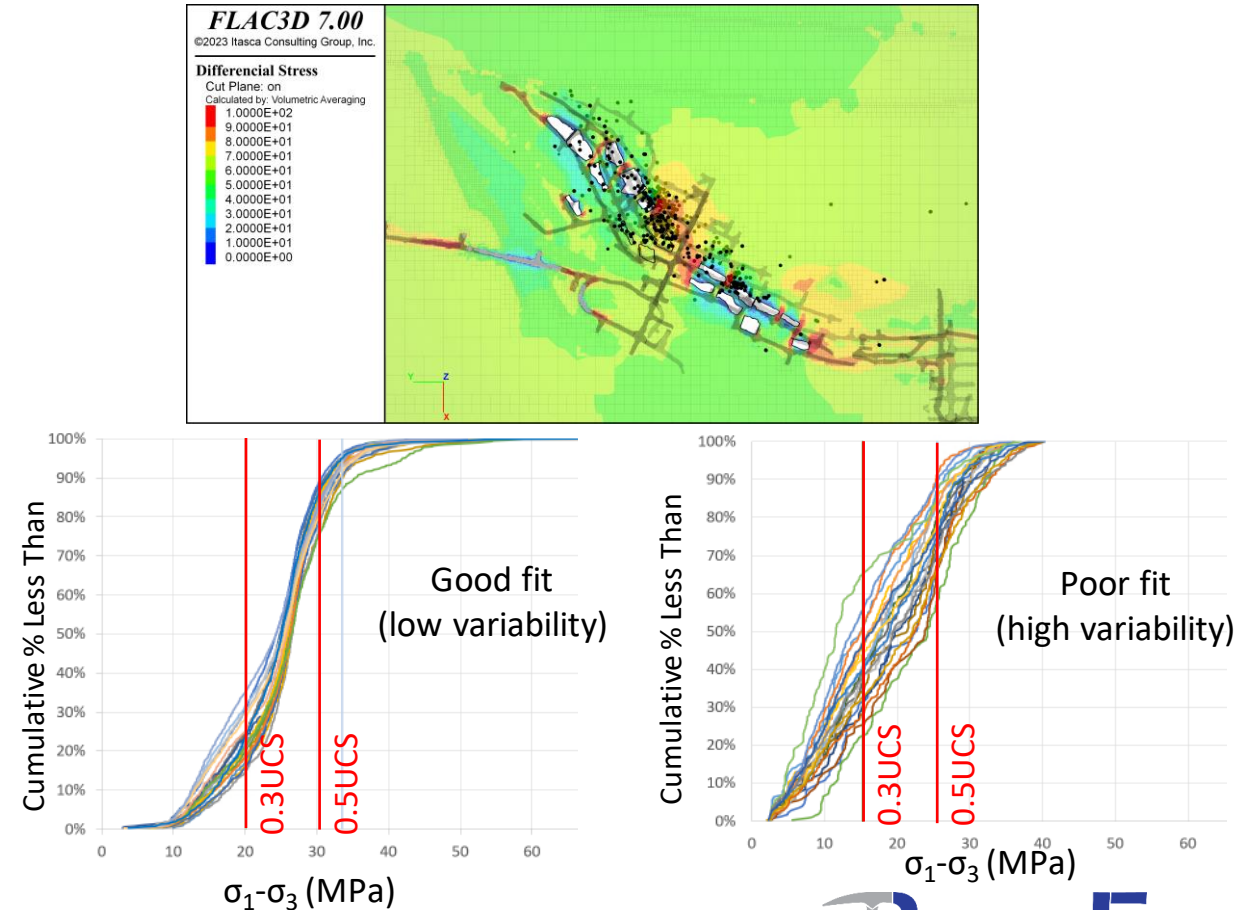 FLAC3D 7.00
©2023 Itasca Consulting Group, Inc.
Differencial Stress
Cut Plane: on
Calculated by: Volumetric Averaging
1.0000E+02
9.0000E+01
8.0000E+01
7.0000E+01
6.0000E+01
5.0000E+01
4.0000E+01
3.0000E+01
2.0000E+01
1.0000E+01
0.0000E+00
Y Z
X
Cumulative % Less Than
100%
90%
80%
70%
60%
50%
40%
30%
20%
10%
0%
Good fit
(low variability)
0.3UCS
0.5UCS
0 10 20 30 40 50 60
σ₁-σ₃ (MPa)
Cumulative % Less Than
100%
90%
80%
70%
60%
50%
40%
30%
20%
10%
0%
Poor fit
(high variability)
0.3UCS
0.5UCS
0 10 20 30 40 50 60
σ₁-σ₃ (MPa)